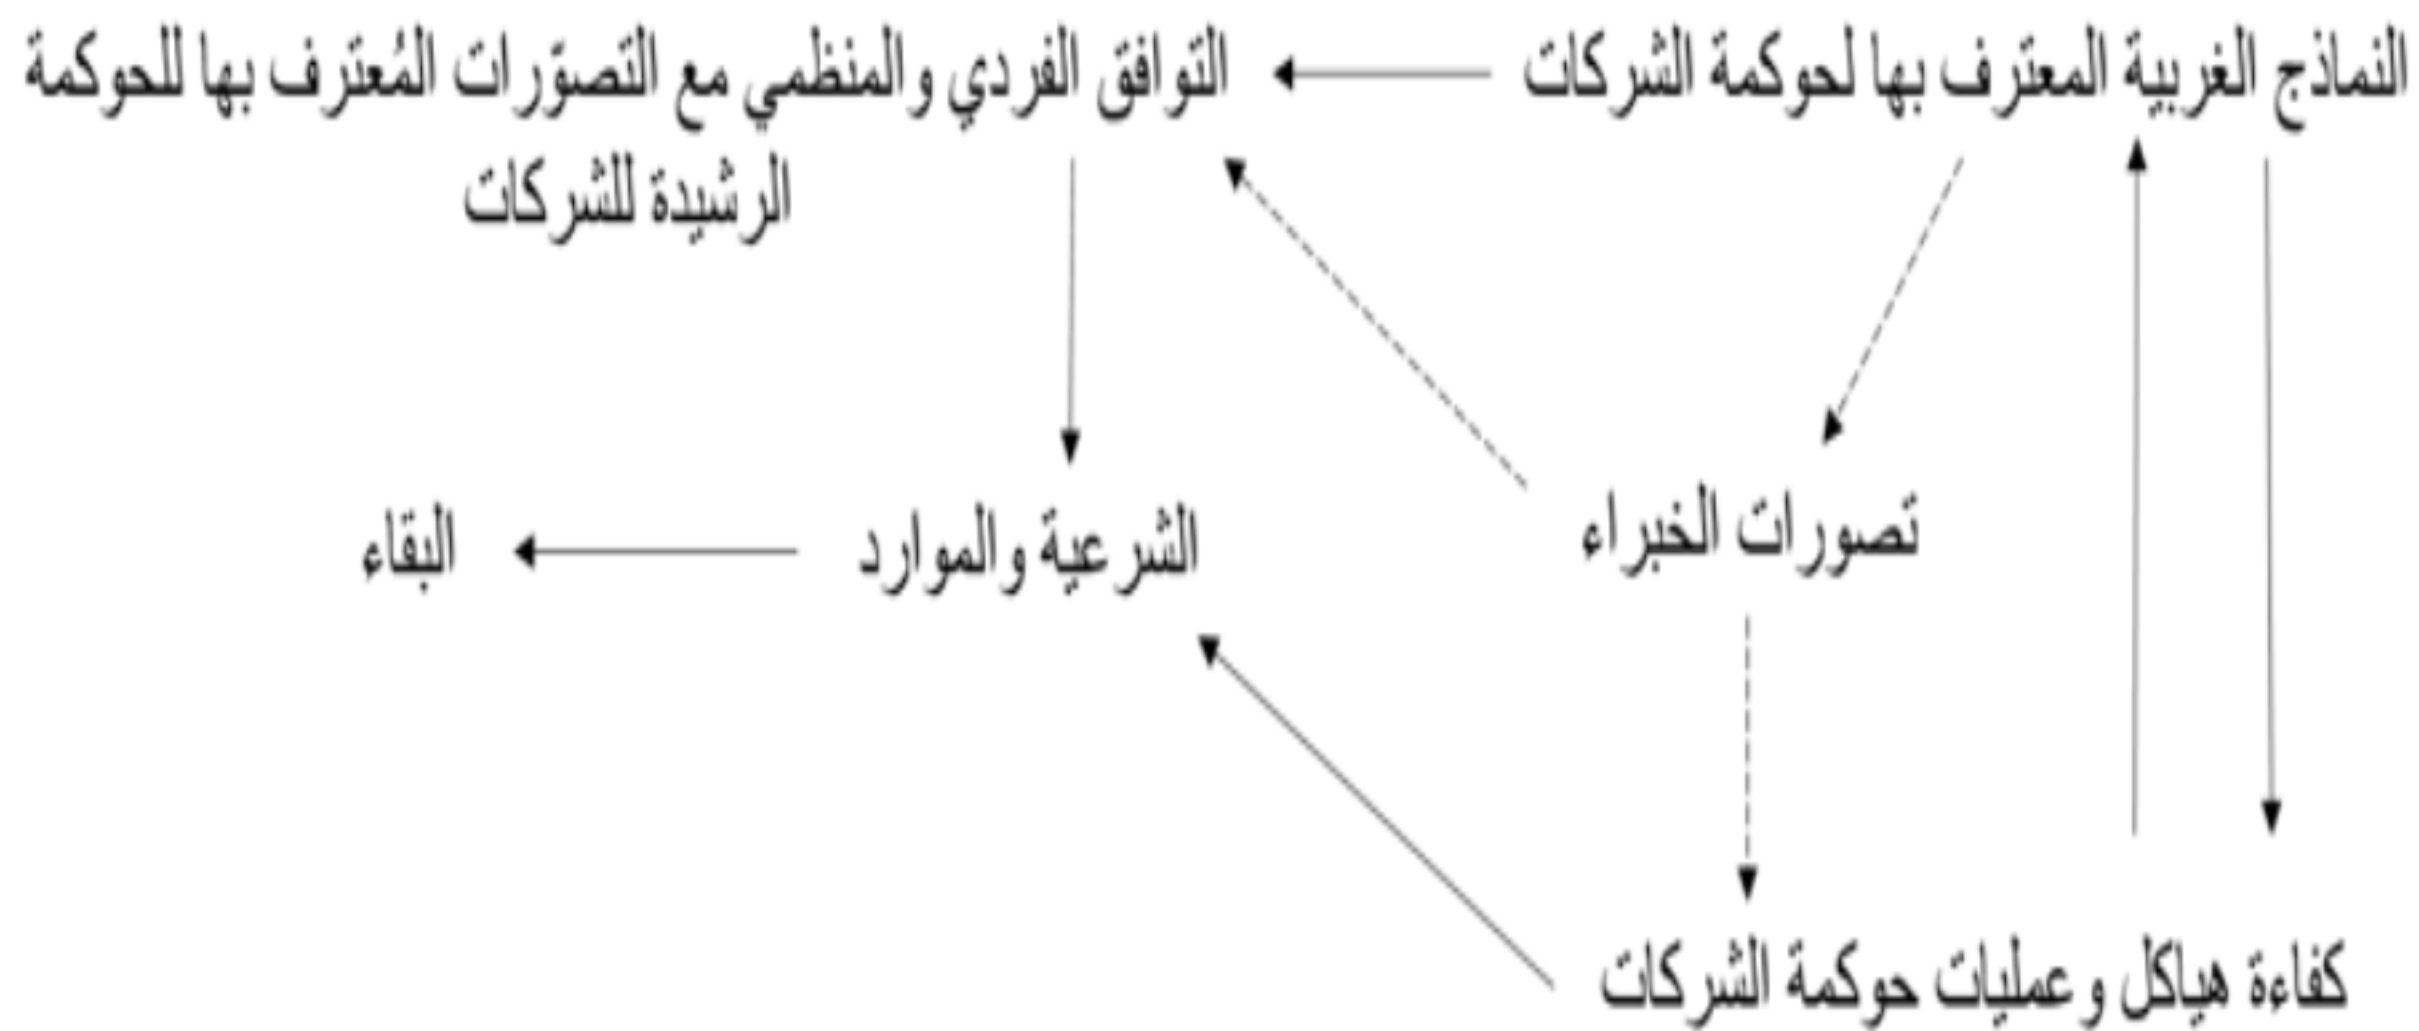 النماذج الغربية المعترف بها لحوكمة الشركات
التوافق الفردي والمنظمي مع التصوّرات المُعترف بها للحوكمة
الرشيدة للشركات
تصورات الخبراء
الشرعية والموارد
البقاء
كفاءة هياكل وعمليات حوكمة الشركات